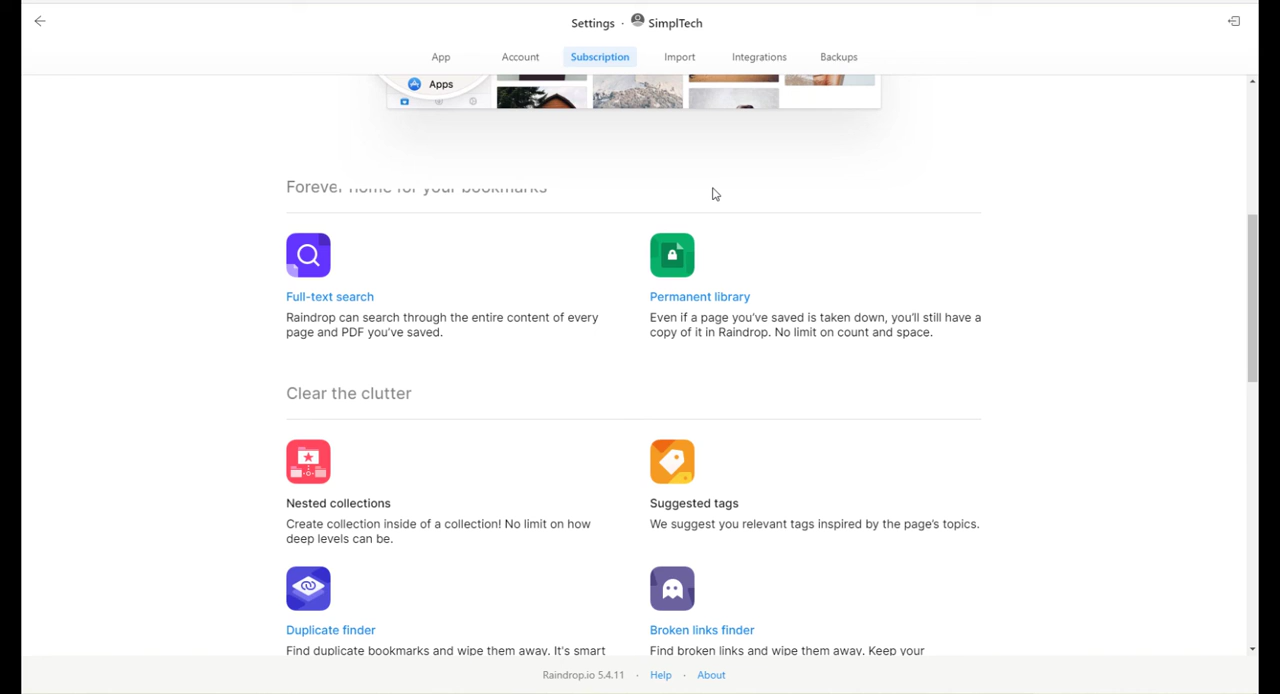 Settings · SimplTech
App Account Subscription Import Integrations Backups
Apps
Forever home for your bookmarks
Full-text search
Raindrop can search through the entire content of every
page and PDF you've saved.
Permanent library
Even if a page you've saved is taken down, you'll still have a
copy of it in Raindrop. No limit on count and space.
Clear the clutter
Nested collections
Create collection inside of a collection! No limit on how
deep levels can be.
Suggested tags
We suggest you relevant tags inspired by the page's topics.
Duplicate finder
Find duplicate bookmarks and wipe them away. It's smart
Broken links finder
Find broken links and wipe them away. Keep your
Raindrop.io 5.4.11 · Help · About